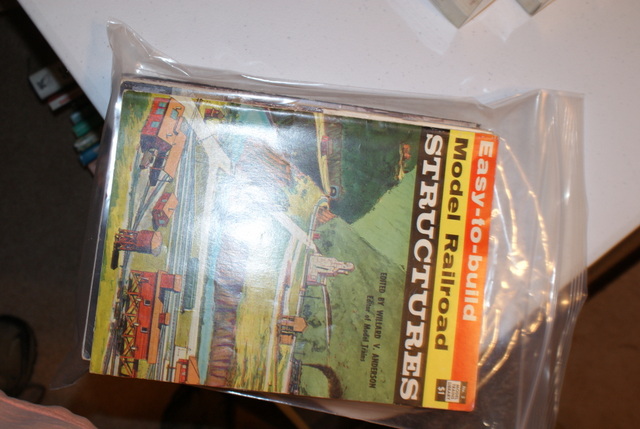 Easy-to-build
Model Railroad
STRUCTURES
EDITED BY WILLARD V. ANDERSON
Editor of Model Trains
$1